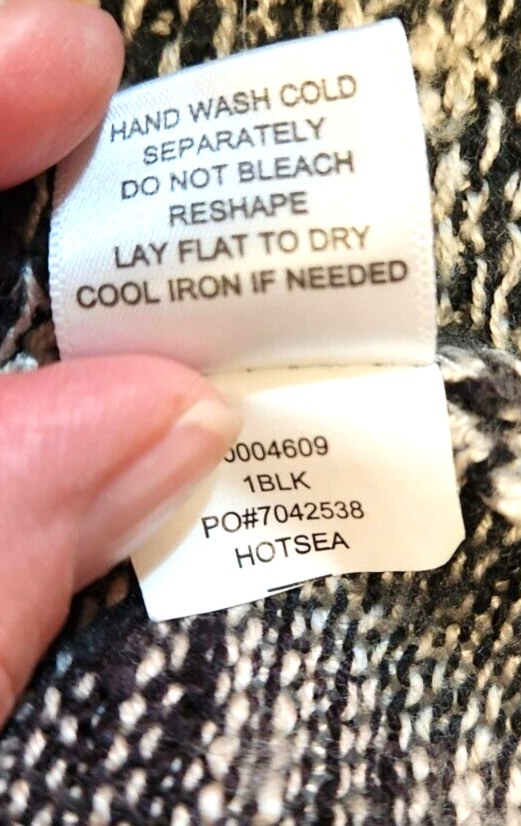 HAND WASH COLD
SEPARATELY
DO NOT BLEACH
RESHAPE
LAY FLAT TO DRY
COOL IRON IF NEEDED
1BLK
PO#7042538
HOTSEA